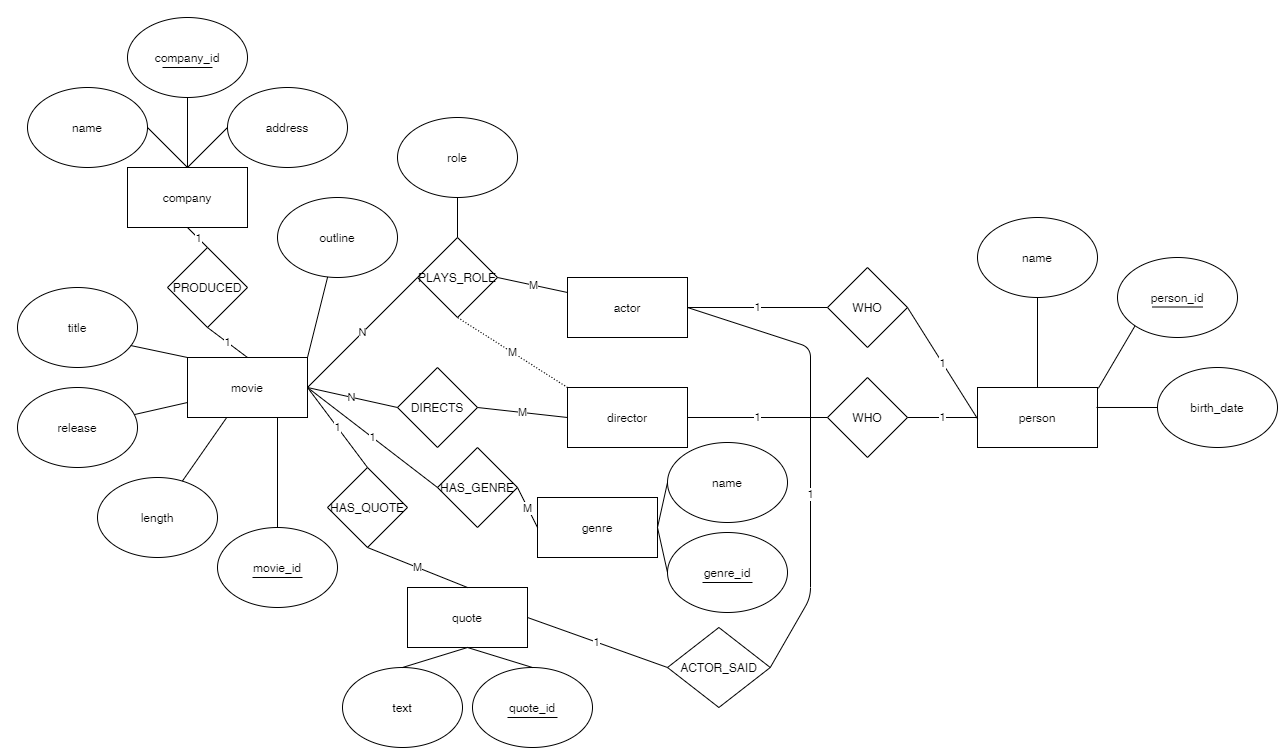 company_id
name
address
company
role
1
outline
PRODUCED
PLAYS_ROLE
M
actor
1
WHO
name
person_id
title
1
N
M
1
movie
N
DIRECTS
M
director
1
WHO
1
person
birth_date
release
1
1
HAS_QUOTE
HAS_GENRE
M
genre
name
genre_id
1
length
movie_id
M
quote
1
ACTOR_SAID
text
quote_id